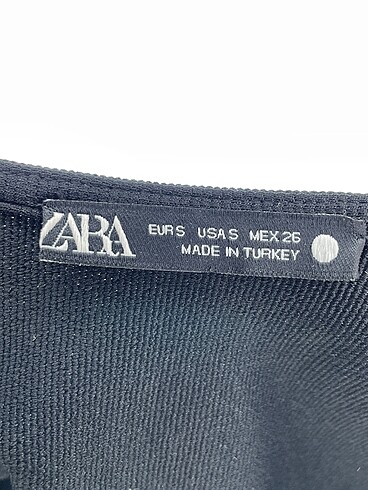 ZARA
EUR S USA S MEX 26
MADE IN TURKEY